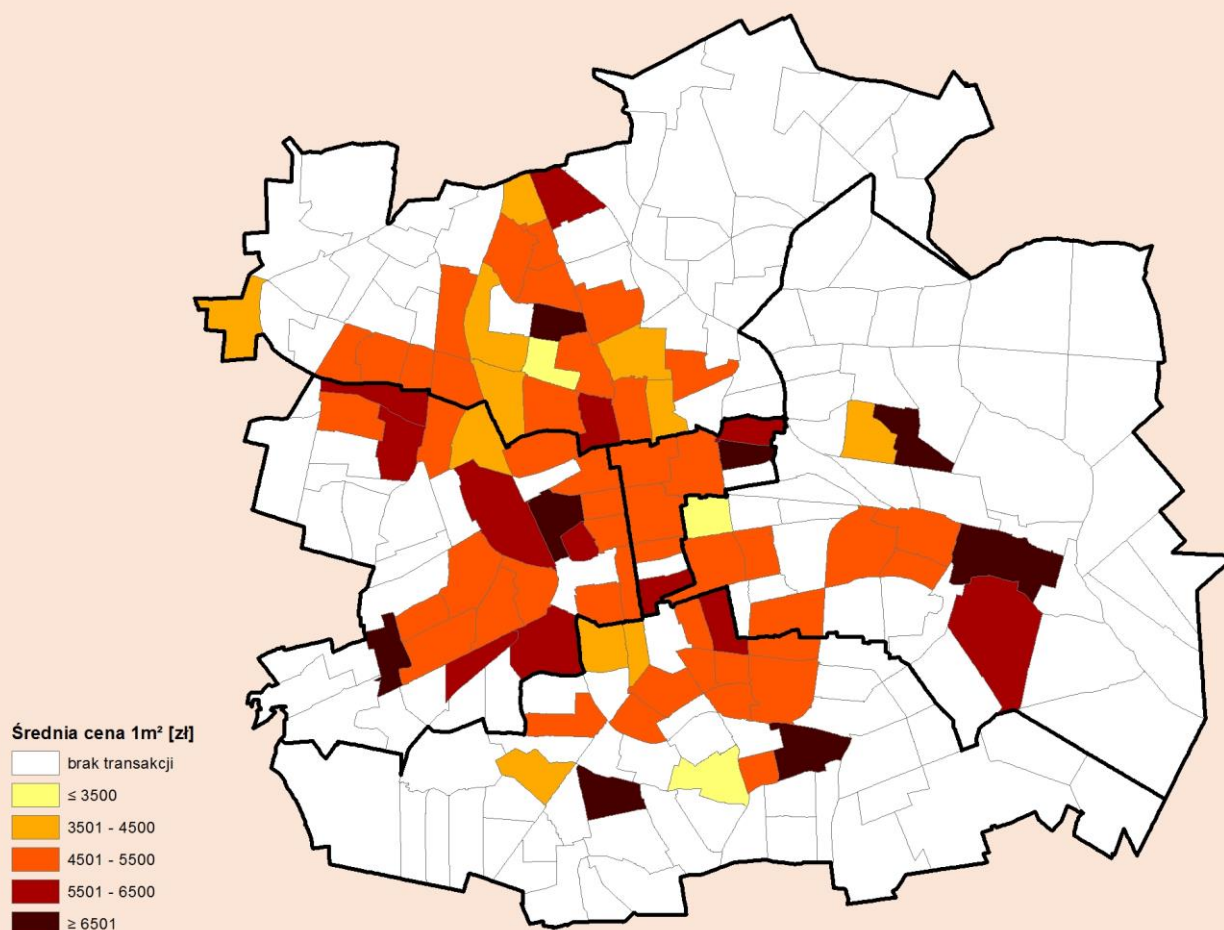 Średnia cena 1m² [zł]
brak transakcji
≤ 3500
3501 - 4500
4501 - 5500
5501 - 6500
≥ 6501